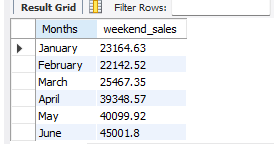 Result Grid Filter Rows:
Months weekend_sales
January 23164.63
February 22142.52
March 25467.35
April 39348.57
May 40099.92
June 45001.8